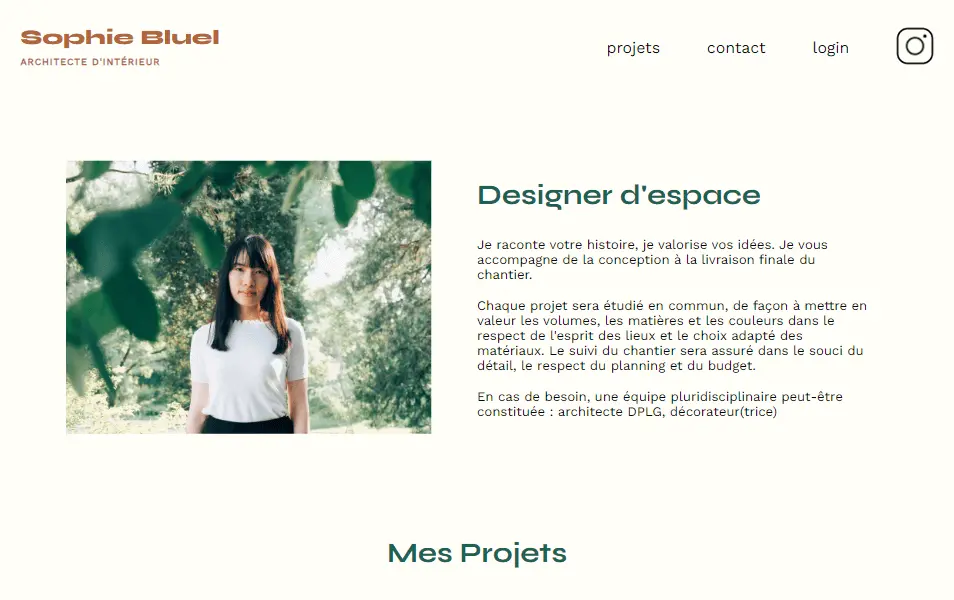 Sophie Bluel
ARCHITECTE D'INTÉRIEUR
projets
contact
login
Designer d'espace
Je raconte votre histoire, je valorise vos idées. Je vous
accompagne de la conception à la livraison finale du
chantier.
Chaque projet sera étudié en commun, de façon à mettre en
valeur les volumes, les matières et les couleurs dans le
respect de l'esprit des lieux et le choix adapté des
matériaux. Le suivi du chantier sera assuré dans le souci du
détail, le respect du planning et du budget.
En cas de besoin, une équipe pluridisciplinaire peut-être
constituée : architecte DPLG, décorateur(trice)
Mes Projets